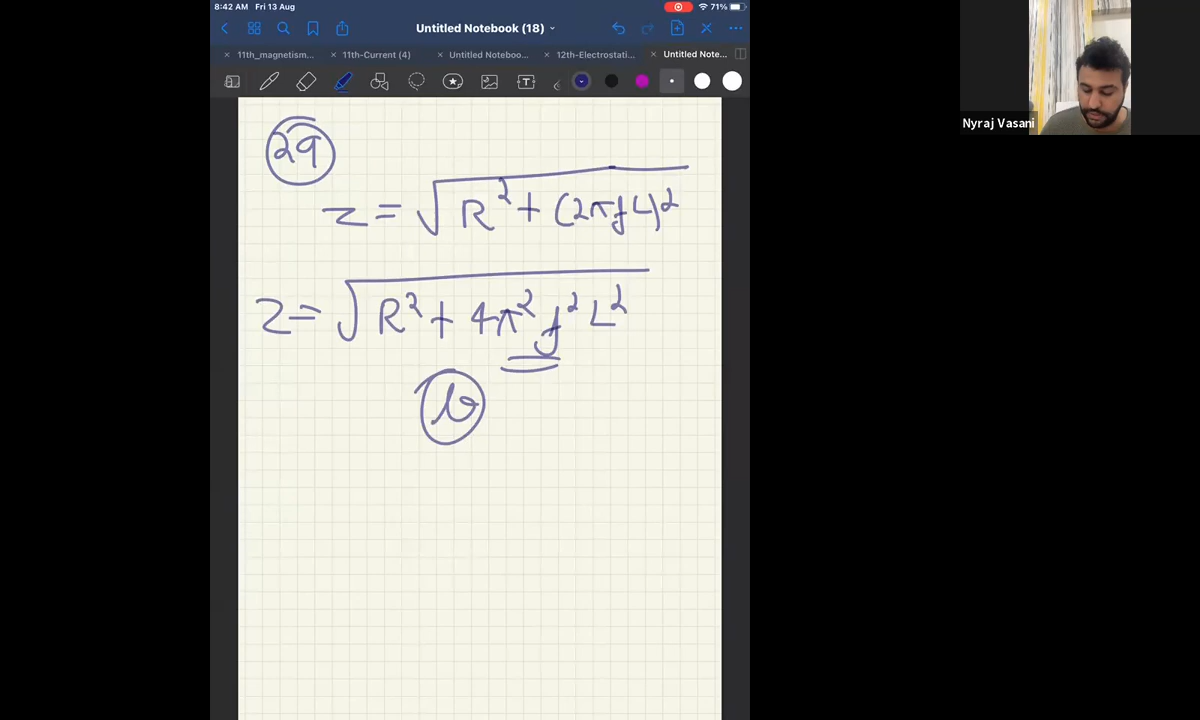 8:42 AM Fri 13 Aug
71%
Untitled Notebook (18)
11th_magnetism...
11th-Current (4)
Untitled Noteboo...
12th-Electrostati...
Untitled Note...
T
Nyraj Vasani
29
z = √R² + (2πfL)²
Z = √R² + 4π²f²L²
b